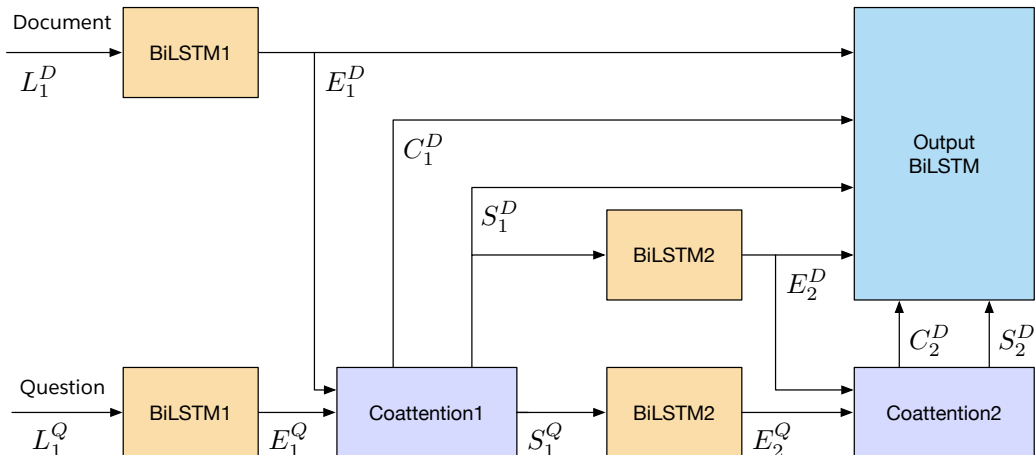 Document
BiLSTM1
L_1^D
E_1^D
C_1^D
Output
BiLSTM
S_1^D
BiLSTM2
E_2^D
C_2^D
S_2^D
Question
BiLSTM1
Coattention1
BiLSTM2
Coattention2
L_1^Q
E_1^Q
S_1^Q
E_2^Q